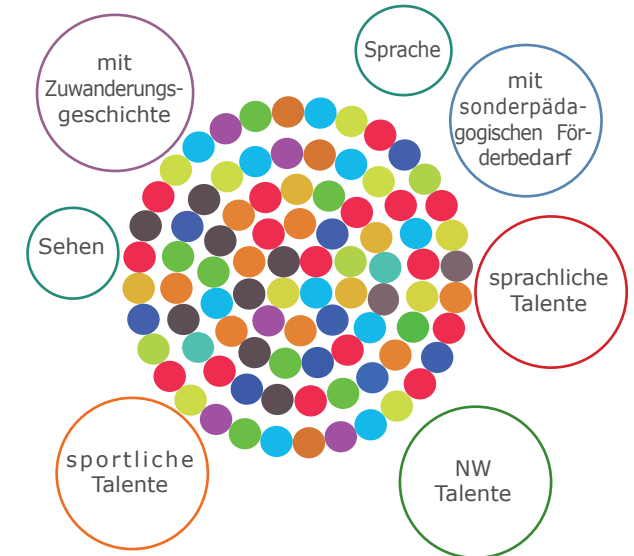 mit
Zuwanderungs-
geschichte
Sprache
mit
sonderpäda-
gogischen För-
derbedarf
Sehen
sprachliche
Talente
sportliche
Talente
NW
Talente